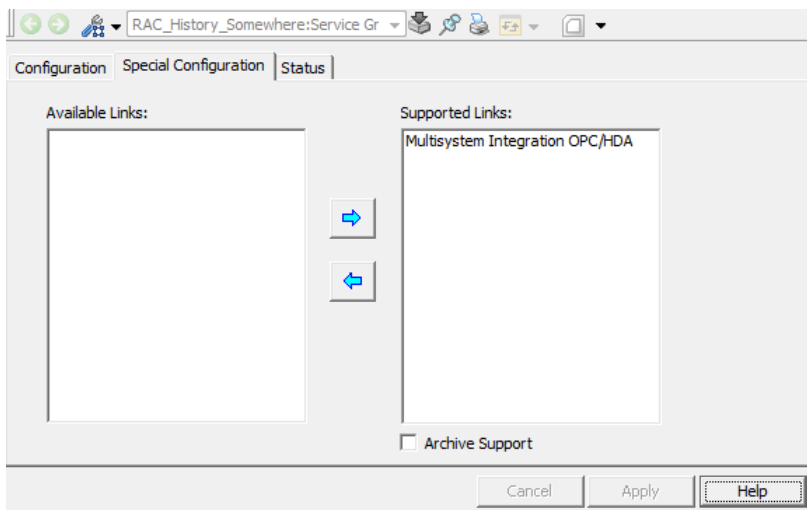 RAC_History_Somewhere:Service Gr
Configuration Special Configuration Status
Available Links: Supported Links:
Multisystem Integration OPC/HDA
Archive Support
Cancel Apply Help